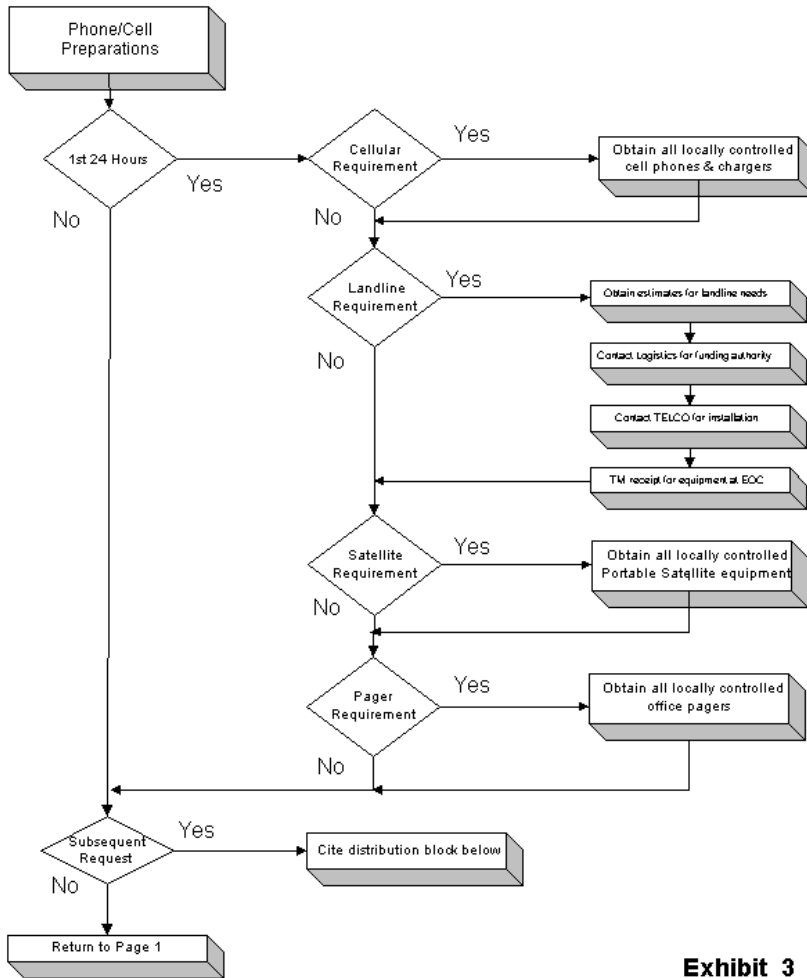 Phone/Cell
Preparations
1st 24 Hours
Yes
No
Cellular
Requirement
Yes
No
Obtain all locally controlled
cell phones & chargers
Landline
Requirement
Yes
No
Obtain estimates for landline needs
Contact Logistics for funding authority
Contact TELCO for installation
TM receipt for equipment at EOC
Satellite
Requirement
Yes
No
Obtain all locally controlled
Portable Satellite equipment
Pager
Requirement
Yes
No
Obtain all locally controlled
office pagers
Subsequent
Request
Yes
No
Cite distribution block below
Return to Page 1
Exhibit 3